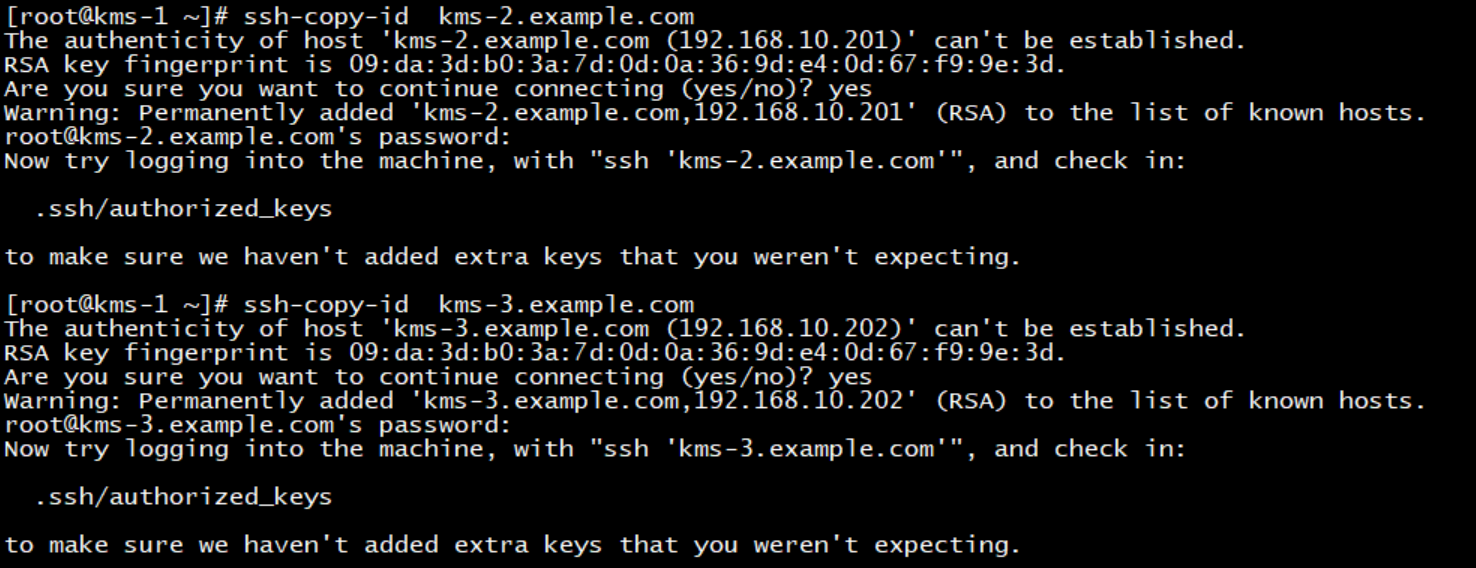 [root@kms-1 ~]# ssh-copy-id  kms-2.example.com
The authenticity of host 'kms-2.example.com (192.168.10.201)' can't be established.
RSA key fingerprint is 09:da:3d:b0:3a:7d:0d:0a:36:9d:e4:0d:67:f9:9e:3d.
Are you sure you want to continue connecting (yes/no)? yes
Warning: Permanently added 'kms-2.example.com,192.168.10.201' (RSA) to the list of known hosts.
root@kms-2.example.com's password:
Now try logging into the machine, with "ssh 'kms-2.example.com'", and check in:
.ssh/authorized_keys
to make sure we haven't added extra keys that you weren't expecting.
[root@kms-1 ~]# ssh-copy-id  kms-3.example.com
The authenticity of host 'kms-3.example.com (192.168.10.202)' can't be established.
RSA key fingerprint is 09:da:3d:b0:3a:7d:0d:0a:36:9d:e4:0d:67:f9:9e:3d.
Are you sure you want to continue connecting (yes/no)? yes
Warning: Permanently added 'kms-3.example.com,192.168.10.202' (RSA) to the list of known hosts.
root@kms-3.example.com's password:
Now try logging into the machine, with "ssh 'kms-3.example.com'", and check in:
.ssh/authorized_keys
to make sure we haven't added extra keys that you weren't expecting.